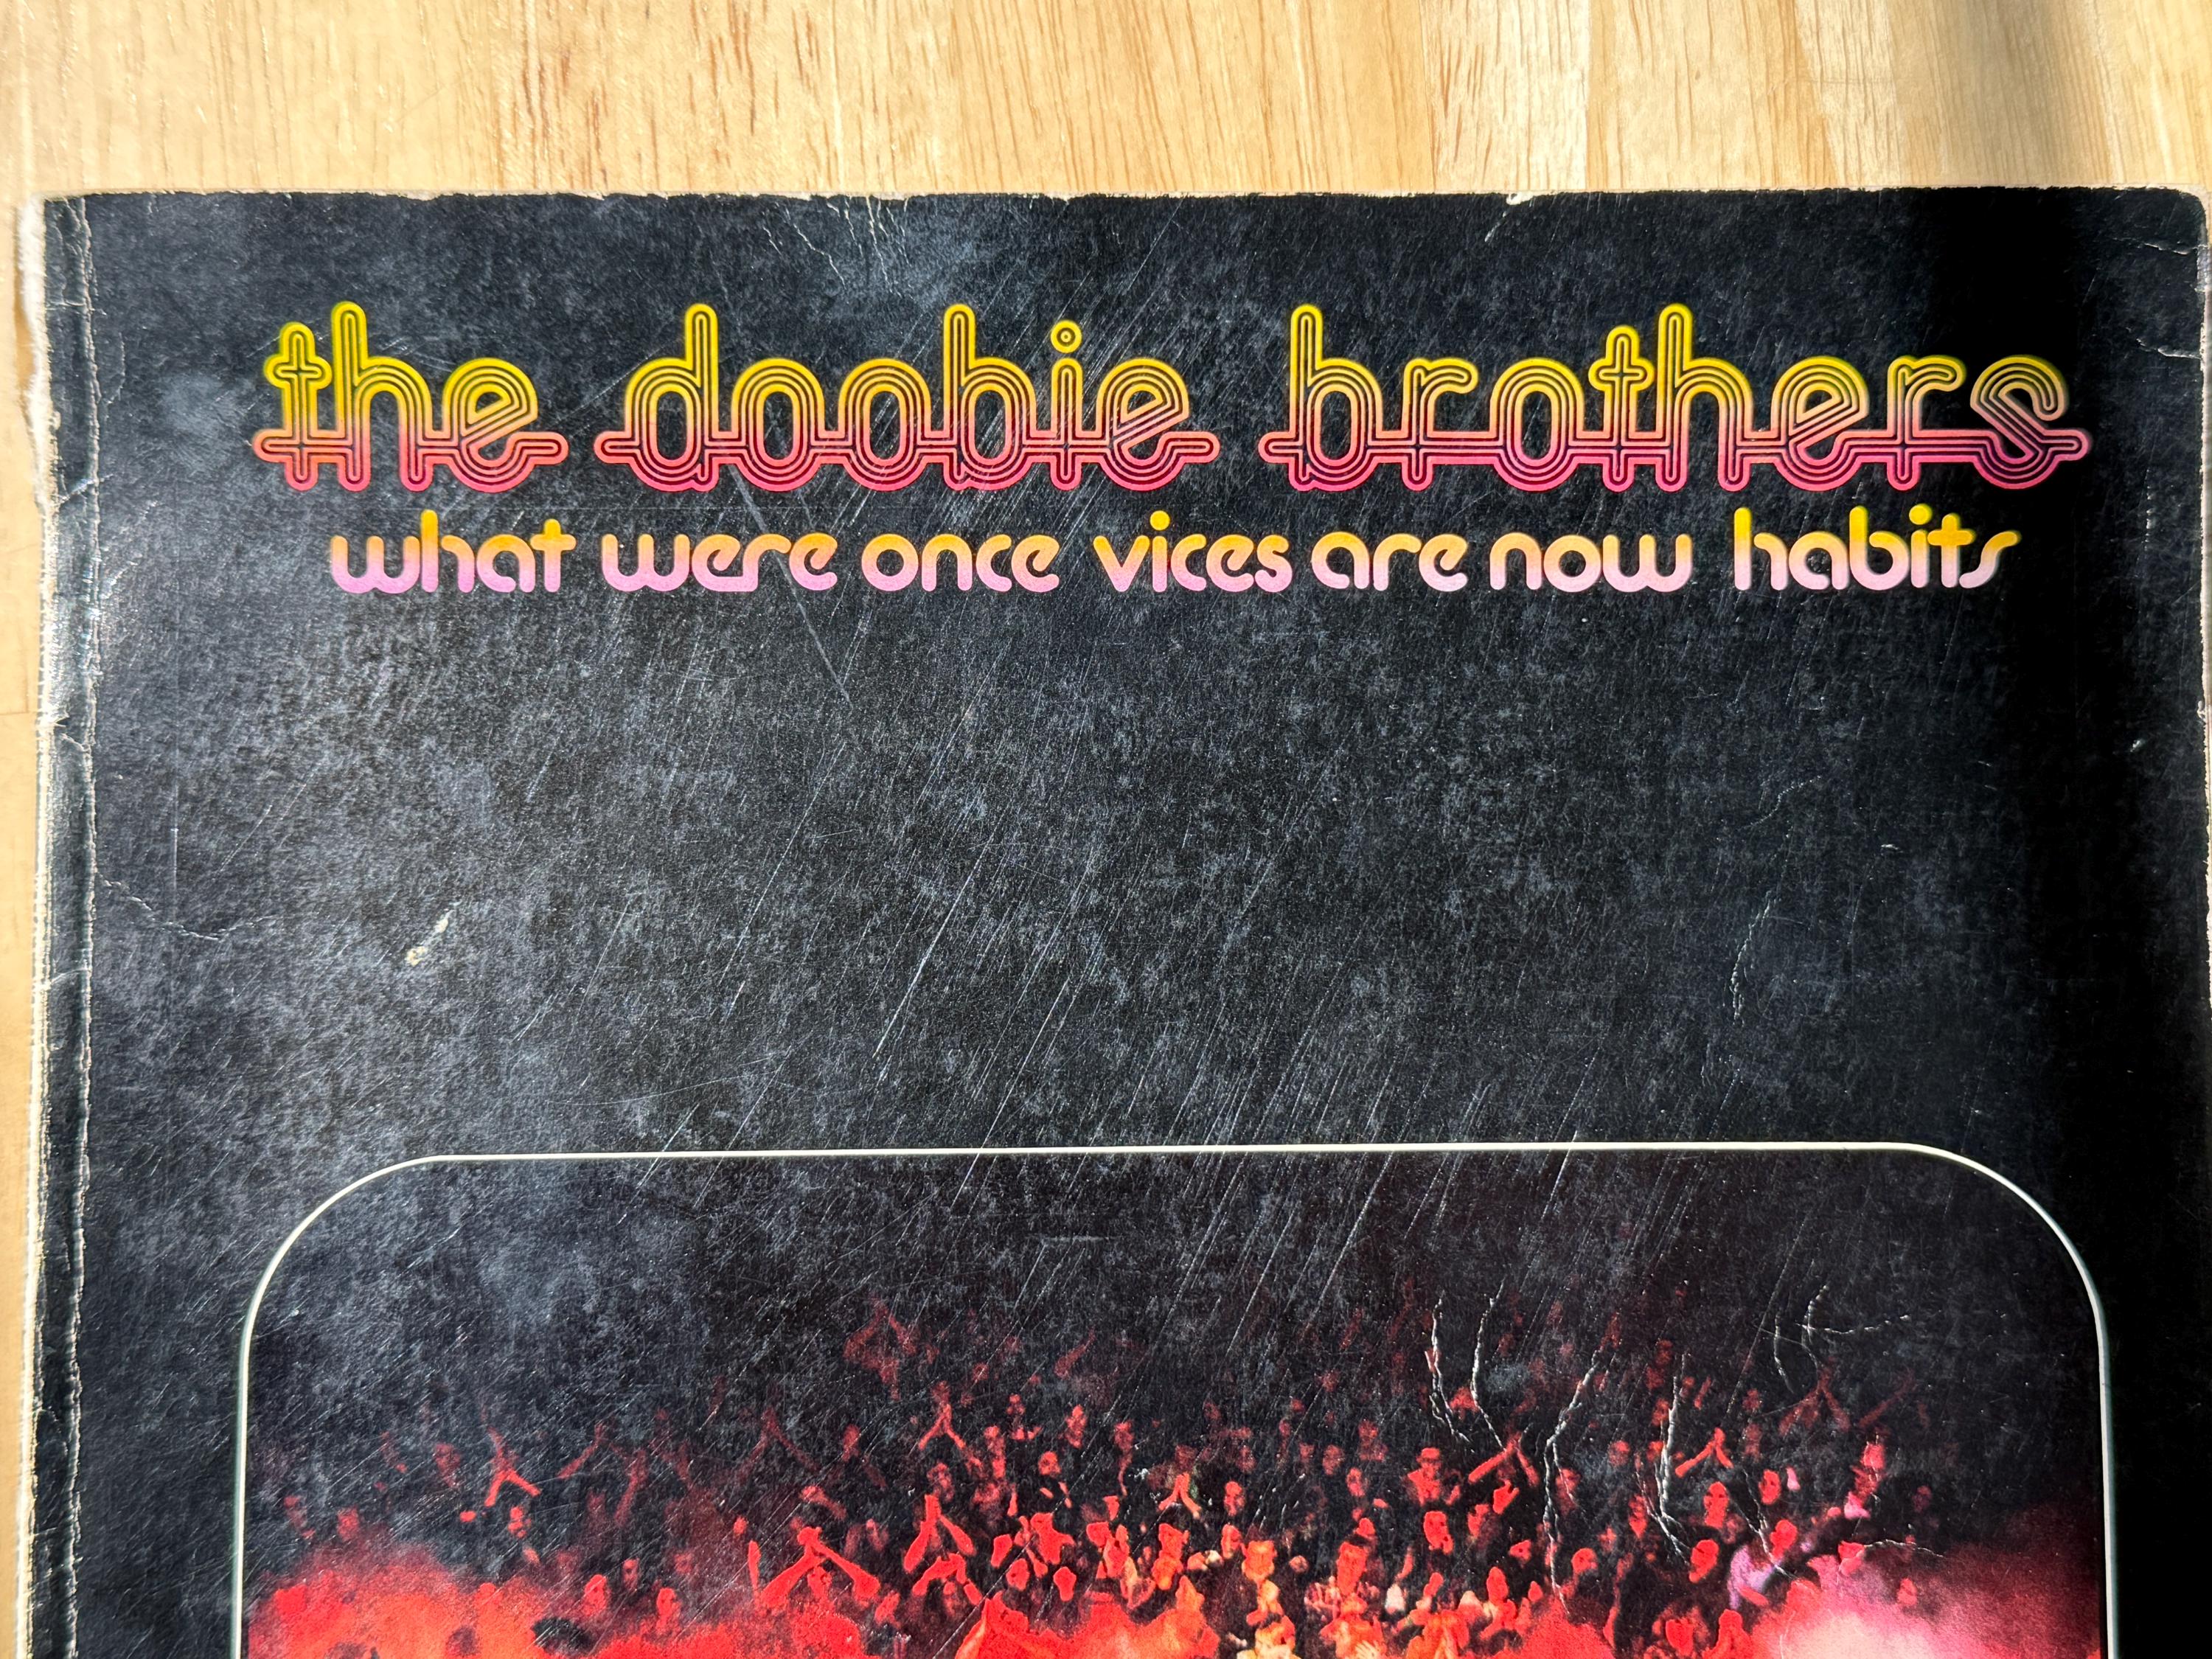 the doobie brothers
what were once vices are now habits